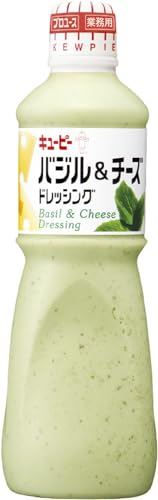 プロユース 業務用
KEWPIE
キユーピー
バジル&チーズ
ドレッシング
Basil & Cheese
Dressing